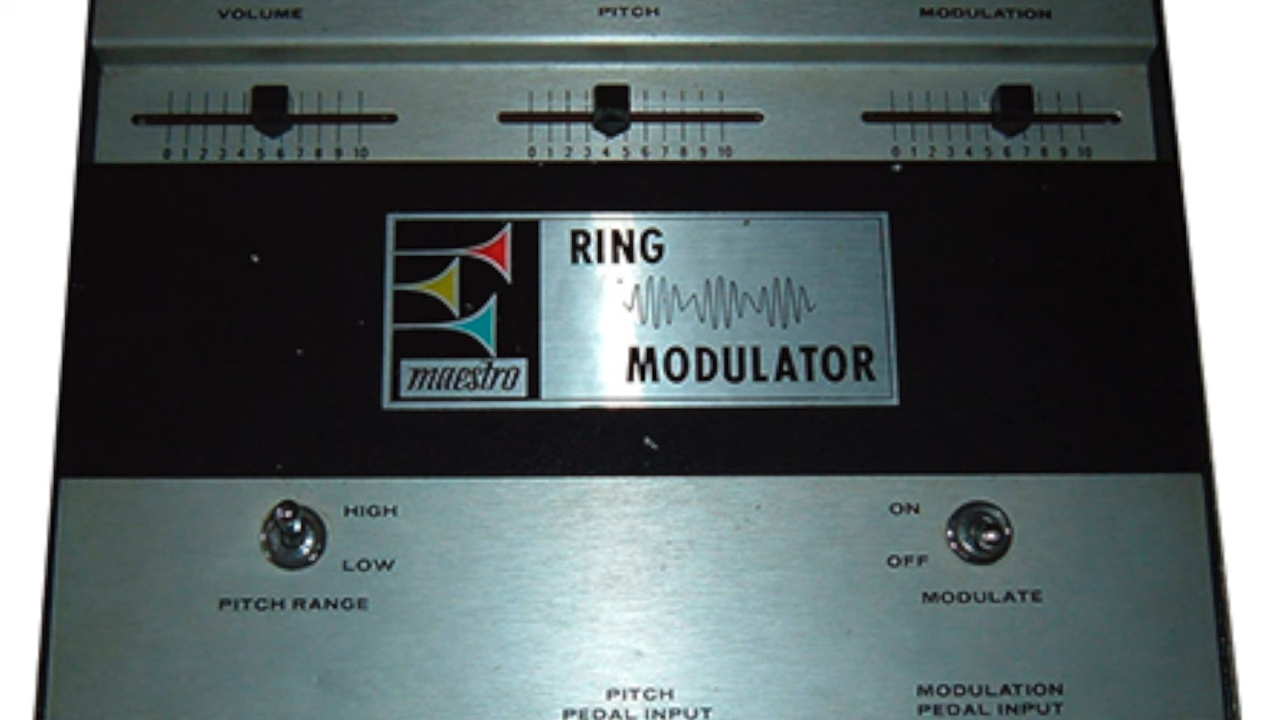 VOLUME PITCH MODULATION
0 1 2 3 4 5 6 7 8 9 10 0 1 2 3 4 5 6 7 8 9 10 0 1 2 3 4 5 6 7 8 9 10
RING
MODULATOR
maestro
HIGH ON
LOW OFF
PITCH RANGE MODULATE
PITCH MODULATION
PEDAL INPUT PEDAL INPUT